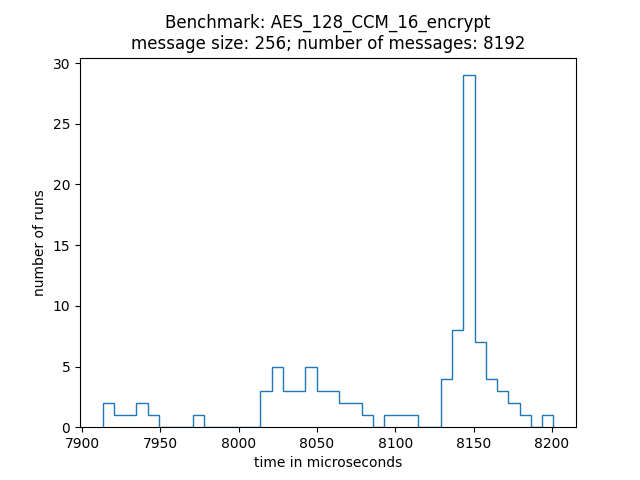 Benchmark: AES_128_CCM_16_encrypt
message size: 256; number of messages: 8192
30
25
20
15
10
5
0
number of runs
7900 7950 8000 8050 8100 8150 8200
time in microseconds